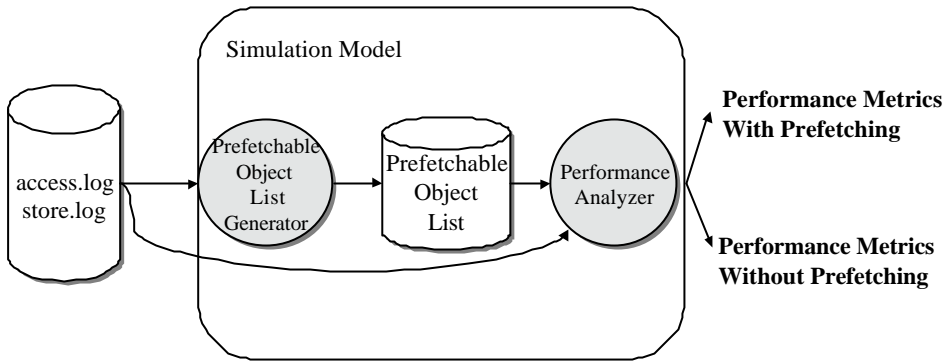 Simulation Model
access.log
store.log
Prefetchable
Object
List
Generator
Prefetchable
Object
List
Performance
Analyzer
Performance Metrics
With Prefetching
Performance Metrics
Without Prefetching